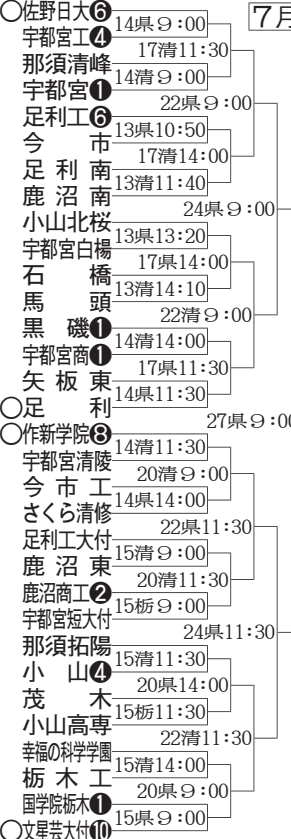 7月
○佐野日大❻
14県9:00
宇都宮工❹
17清11:30
那須清峰
14清9:00
宇都宮❶
22県9:00
足利工❻
13県10:50
今市
17清14:00
足利南
13清11:40
鹿沼南
24県9:00
小山北桜
13県13:20
宇都宮白楊
17県14:00
石橋
13清14:10
馬頭
22清9:00
黒磯❶
14清14:00
宇都宮商❶
17県11:30
矢板東
14県11:30
○足利
27県9:00
○作新学院❽
14清11:30
宇都宮清陵
20清9:00
今市工
14県14:00
さくら清修
22県11:30
足利工大付
15清9:00
鹿沼東
20清11:30
鹿沼商工❷
15栃9:00
宇都宮短大付
24県11:30
那須拓陽
15清11:30
小山❹
20県14:00
茂木
15栃11:30
小山高専
22清11:30
幸福の科学学園
15清14:00
栃木工
20県9:00
国学院栃木❶
15県9:00
○文星芸大付❿